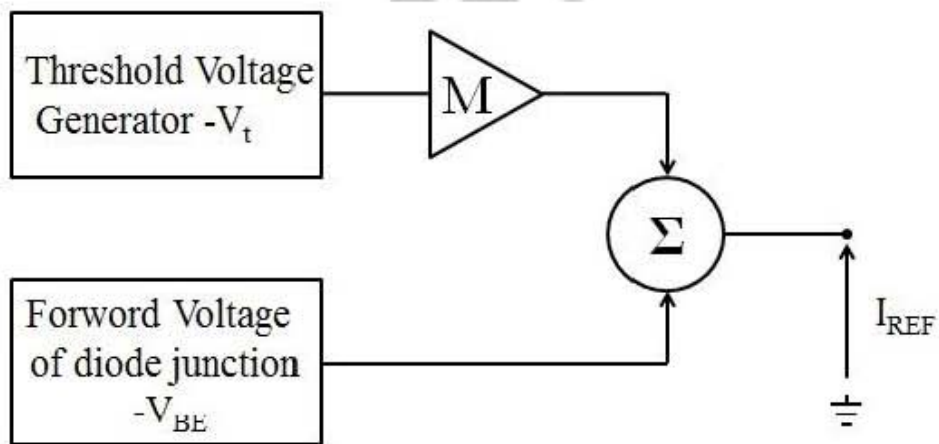 Threshold Voltage
Generator -Vt
M
Σ
Forword Voltage
of diode junction
-VBE
IREF